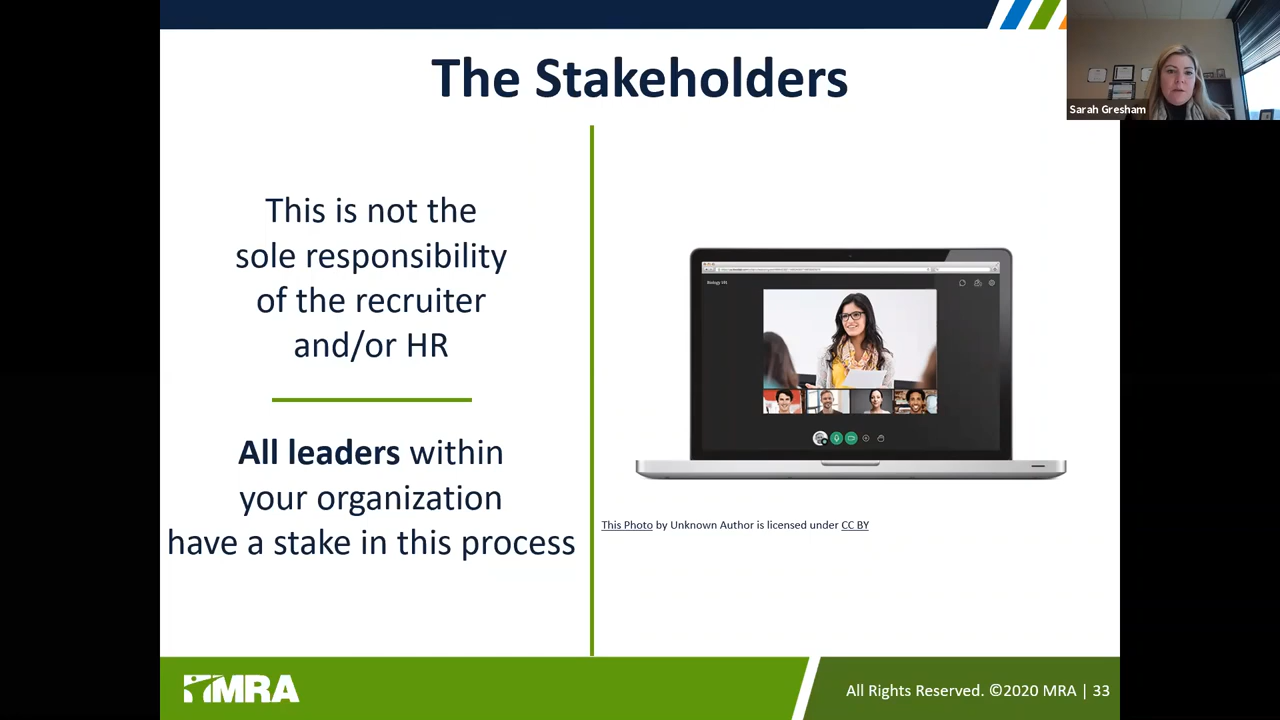 The Stakeholders
Sarah Gresham
This is not the
sole responsibility
of the recruiter
and/or HR
All leaders within
your organization
have a stake in this process
Biology 101
This Photo by Unknown Author is licensed under CC BY
MRA
All Rights Reserved. ©2020 MRA | 33